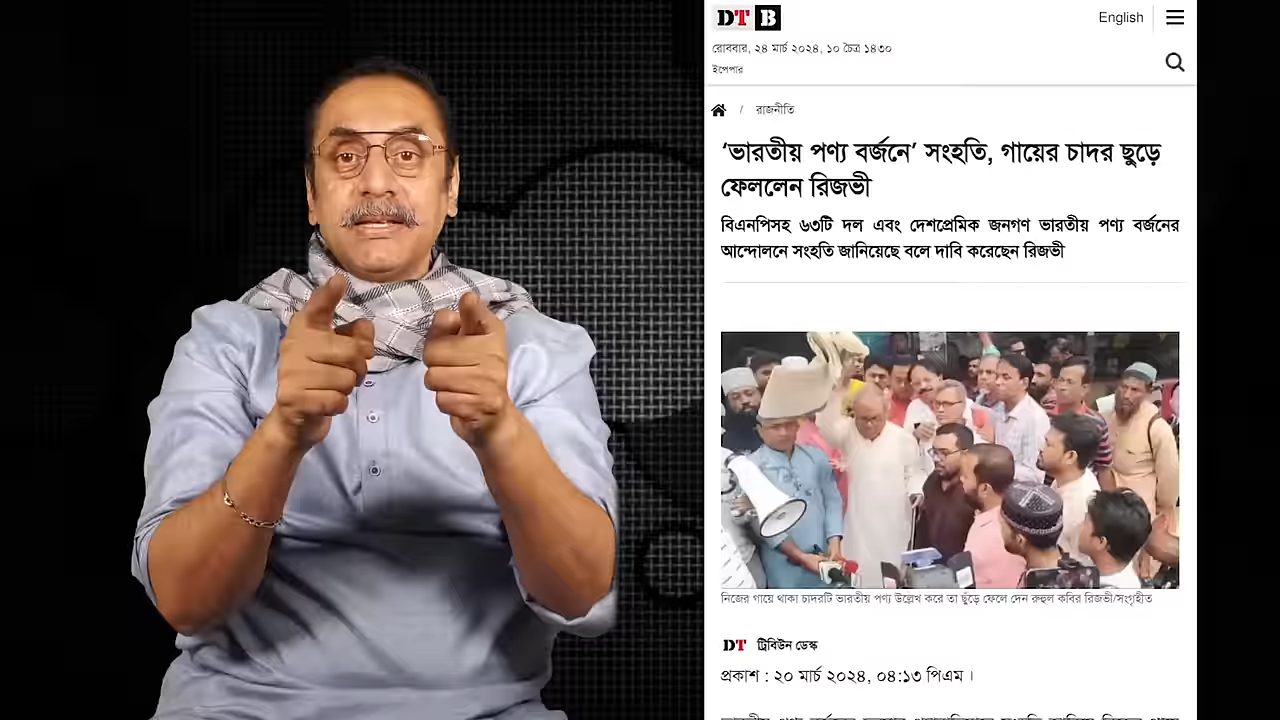 DT B
English
রোববার, ২৪ মার্চ ২০২৪, ১০ চৈত্র ১৪৩০
ইপেপার
/ রাজনীতি
‘ভারতীয় পণ্য বর্জনে’ সংহতি, গায়ের চাদর ছুড়ে
ফেললেন রিজভী
বিএনপিসহ ৬৩টি দল এবং দেশপ্রেমিক জনগণ ভারতীয় পণ্য বর্জনের
আন্দোলনে সংহতি জানিয়েছে বলে দাবি করেছেন রিজভী
নিজের গায়ে থাকা চাদরটি ভারতীয় পণ্য উল্লেখ করে তা ছুঁড়ে ফেলে দেন রুহুল কবির রিজভী/সংগৃহীত
DT ট্রিবিউন ডেস্ক
প্রকাশ : ২০ মার্চ ২০২৪, ০৪:১৩ পিএম।